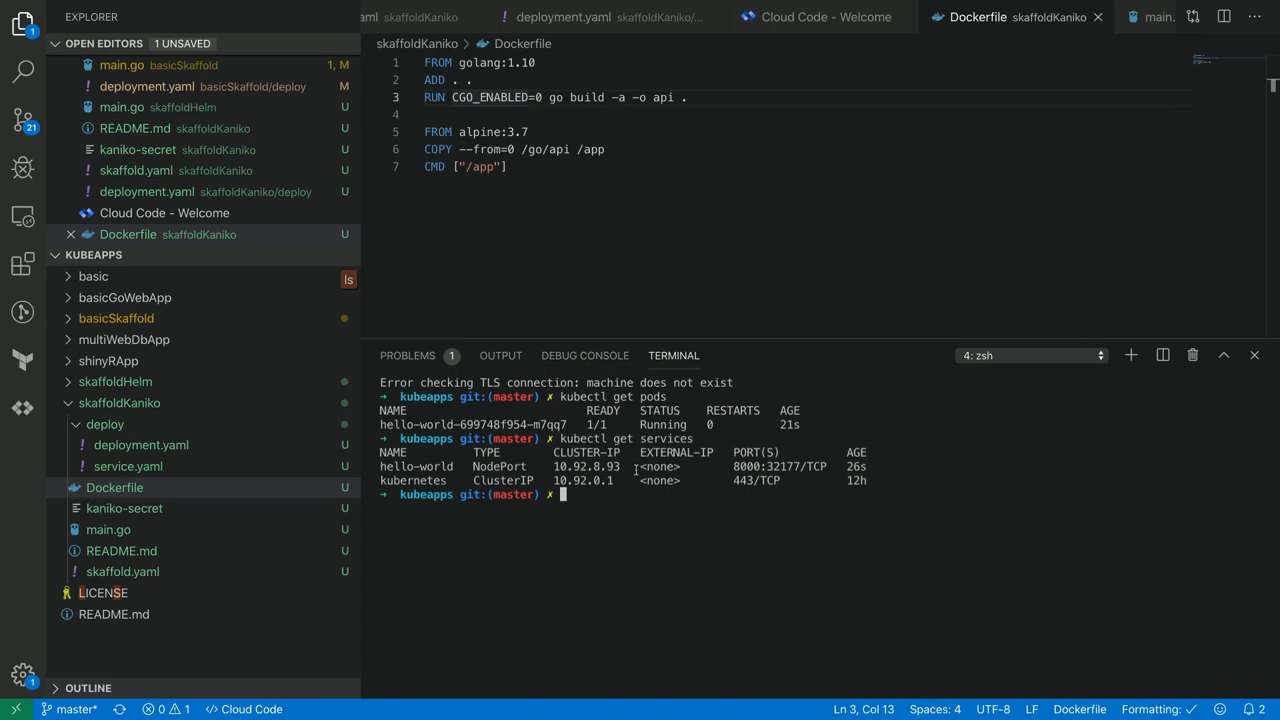 EXPLORER
OPEN EDITORS 1 UNSAVED
main.go basicSkaffold 1, M
deployment.yaml basicSkaffold/deploy M
main.go skaffoldHelm U
README.md skaffoldKaniko U
kaniko-secret skaffoldKaniko U
skaffold.yaml skaffoldKaniko U
deployment.yaml skaffoldKaniko/deploy U
Cloud Code - Welcome
Dockerfile skaffoldKaniko U
KUBEAPPS
basic
ls
basicGoWebApp
basicSkaffold
multiWebDbApp
shinyRApp
skaffoldHelm
skaffoldKaniko
deploy
deployment.yaml U
service.yaml U
Dockerfile U
kaniko-secret U
main.go U
README.md U
skaffold.yaml U
LICENSE
README.md
OUTLINE
1
21
1
aml skaffoldKaniko
deployment.yaml skaffoldKaniko/...
Cloud Code - Welcome
Dockerfile skaffoldKaniko
main.
skaffoldKaniko > Dockerfile
1 FROM golang:1.10
2 ADD . .
3 RUN CGO_ENABLED=0 go build -a -o api .
4
5 FROM alpine:3.7
6 COPY --from=0 /go/api /app
7 CMD ["/app"]
PROBLEMS 1 OUTPUT DEBUG CONSOLE TERMINAL 4: zsh
Error checking TLS connection: machine does not exist
➜ kubeapps git:(master) ✗ kubectl get pods
NAME READY STATUS RESTARTS AGE
hello-world-699748f954-m7qq7 1/1 Running 0 21s
➜ kubeapps git:(master) ✗ kubectl get services
NAME TYPE CLUSTER-IP EXTERNAL-IP PORT(S) AGE
hello-world NodePort 10.92.8.93 <none> 8000:32177/TCP 26s
kubernetes ClusterIP 10.92.0.1 <none> 443/TCP 12h
➜ kubeapps git:(master) ✗
master* 0 1 Cloud Code Ln 3, Col 13 Spaces: 4 UTF-8 LF Dockerfile Formatting: ✓ 2